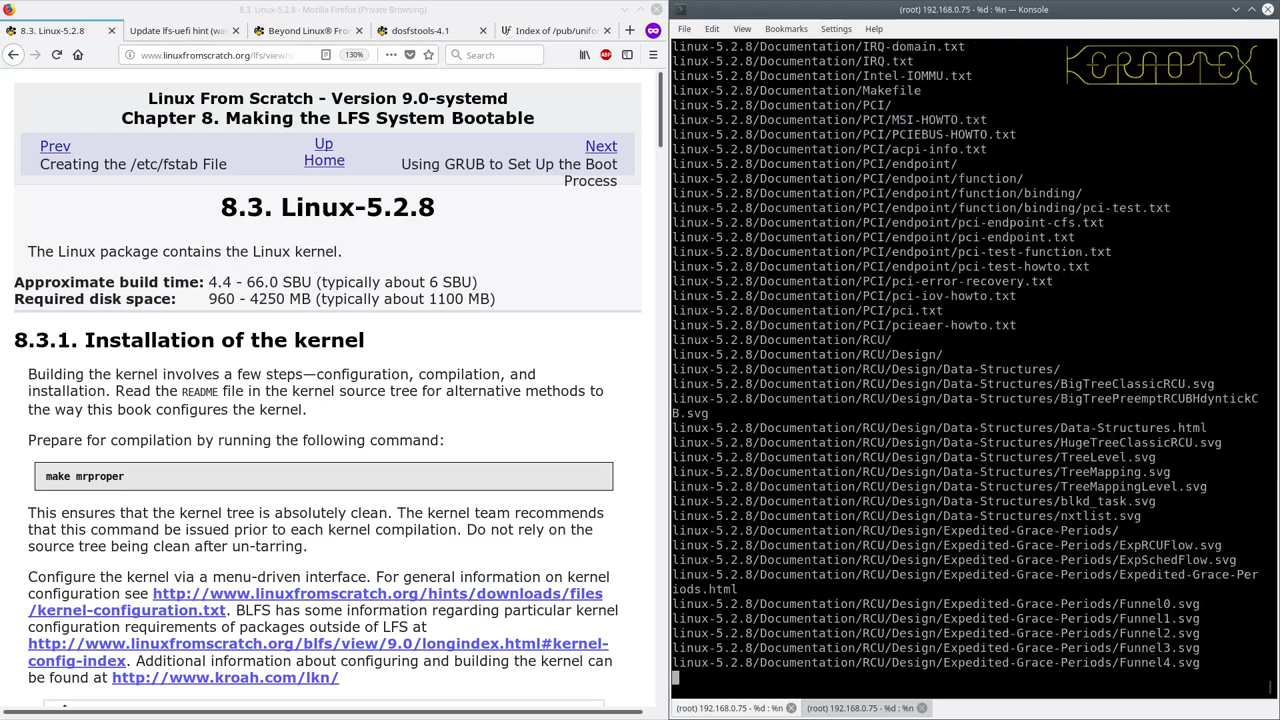 8.3. Linux-5.2.8 - Mozilla Firefox (Private Browsing)
8.3. Linux-5.2.8
Update lfs-uefi hint (wan
Beyond Linux® From
dosfstools-4.1
Index of /pub/unifo
www.linuxfromscratch.org/lfs/view/s
130%
Search
Linux From Scratch - Version 9.0-systemd
Chapter 8. Making the LFS System Bootable
Prev
Up
Next
Creating the /etc/fstab File
Home
Using GRUB to Set Up the Boot
Process
8.3. Linux-5.2.8
The Linux package contains the Linux kernel.
Approximate build time: 4.4 - 66.0 SBU (typically about 6 SBU)
Required disk space: 960 - 4250 MB (typically about 1100 MB)
8.3.1. Installation of the kernel
Building the kernel involves a few steps—configuration, compilation, and
installation. Read the README file in the kernel source tree for alternative methods to
the way this book configures the kernel.
Prepare for compilation by running the following command:
make mrproper
This ensures that the kernel tree is absolutely clean. The kernel team recommends
that this command be issued prior to each kernel compilation. Do not rely on the
source tree being clean after un-tarring.
Configure the kernel via a menu-driven interface. For general information on kernel
configuration see http://www.linuxfromscratch.org/hints/downloads/files
/kernel-configuration.txt. BLFS has some information regarding particular kernel
configuration requirements of packages outside of LFS at
http://www.linuxfromscratch.org/blfs/view/9.0/longindex.html#kernel-
config-index. Additional information about configuring and building the kernel can
be found at http://www.kroah.com/lkn/
(root) 192.168.0.75 - %d : %n — Konsole
File Edit View Bookmarks Settings Help
KERNOTEX
linux-5.2.8/Documentation/IRQ-domain.txt
linux-5.2.8/Documentation/IRQ.txt
linux-5.2.8/Documentation/Intel-IOMMU.txt
linux-5.2.8/Documentation/Makefile
linux-5.2.8/Documentation/PCI/
linux-5.2.8/Documentation/PCI/MSI-HOWTO.txt
linux-5.2.8/Documentation/PCI/PCIEBUS-HOWTO.txt
linux-5.2.8/Documentation/PCI/acpi-info.txt
linux-5.2.8/Documentation/PCI/endpoint/
linux-5.2.8/Documentation/PCI/endpoint/function/
linux-5.2.8/Documentation/PCI/endpoint/function/binding/
linux-5.2.8/Documentation/PCI/endpoint/function/binding/pci-test.txt
linux-5.2.8/Documentation/PCI/endpoint/pci-endpoint-cfs.txt
linux-5.2.8/Documentation/PCI/endpoint/pci-endpoint.txt
linux-5.2.8/Documentation/PCI/endpoint/pci-test-function.txt
linux-5.2.8/Documentation/PCI/endpoint/pci-test-howto.txt
linux-5.2.8/Documentation/PCI/pci-error-recovery.txt
linux-5.2.8/Documentation/PCI/pci-iov-howto.txt
linux-5.2.8/Documentation/PCI/pci.txt
linux-5.2.8/Documentation/PCI/pcieaer-howto.txt
linux-5.2.8/Documentation/RCU/
linux-5.2.8/Documentation/RCU/Design/
linux-5.2.8/Documentation/RCU/Design/Data-Structures/
linux-5.2.8/Documentation/RCU/Design/Data-Structures/BigTreeClassicRCU.svg
linux-5.2.8/Documentation/RCU/Design/Data-Structures/BigTreePreemptRCUBHdyntickC
B.svg
linux-5.2.8/Documentation/RCU/Design/Data-Structures/Data-Structures.html
linux-5.2.8/Documentation/RCU/Design/Data-Structures/HugeTreeClassicRCU.svg
linux-5.2.8/Documentation/RCU/Design/Data-Structures/TreeLevel.svg
linux-5.2.8/Documentation/RCU/Design/Data-Structures/TreeMapping.svg
linux-5.2.8/Documentation/RCU/Design/Data-Structures/TreeMappingLevel.svg
linux-5.2.8/Documentation/RCU/Design/Data-Structures/blkd_task.svg
linux-5.2.8/Documentation/RCU/Design/Data-Structures/nxtlist.svg
linux-5.2.8/Documentation/RCU/Design/Expedited-Grace-Periods/
linux-5.2.8/Documentation/RCU/Design/Expedited-Grace-Periods/ExpRCUFlow.svg
linux-5.2.8/Documentation/RCU/Design/Expedited-Grace-Periods/ExpSchedFlow.svg
linux-5.2.8/Documentation/RCU/Design/Expedited-Grace-Periods/Expedited-Grace-Per
iods.html
linux-5.2.8/Documentation/RCU/Design/Expedited-Grace-Periods/Funnel0.svg
linux-5.2.8/Documentation/RCU/Design/Expedited-Grace-Periods/Funnel1.svg
linux-5.2.8/Documentation/RCU/Design/Expedited-Grace-Periods/Funnel2.svg
linux-5.2.8/Documentation/RCU/Design/Expedited-Grace-Periods/Funnel3.svg
linux-5.2.8/Documentation/RCU/Design/Expedited-Grace-Periods/Funnel4.svg
(root) 192.168.0.75 - %d : %n
(root) 192.168.0.75 - %d : %n